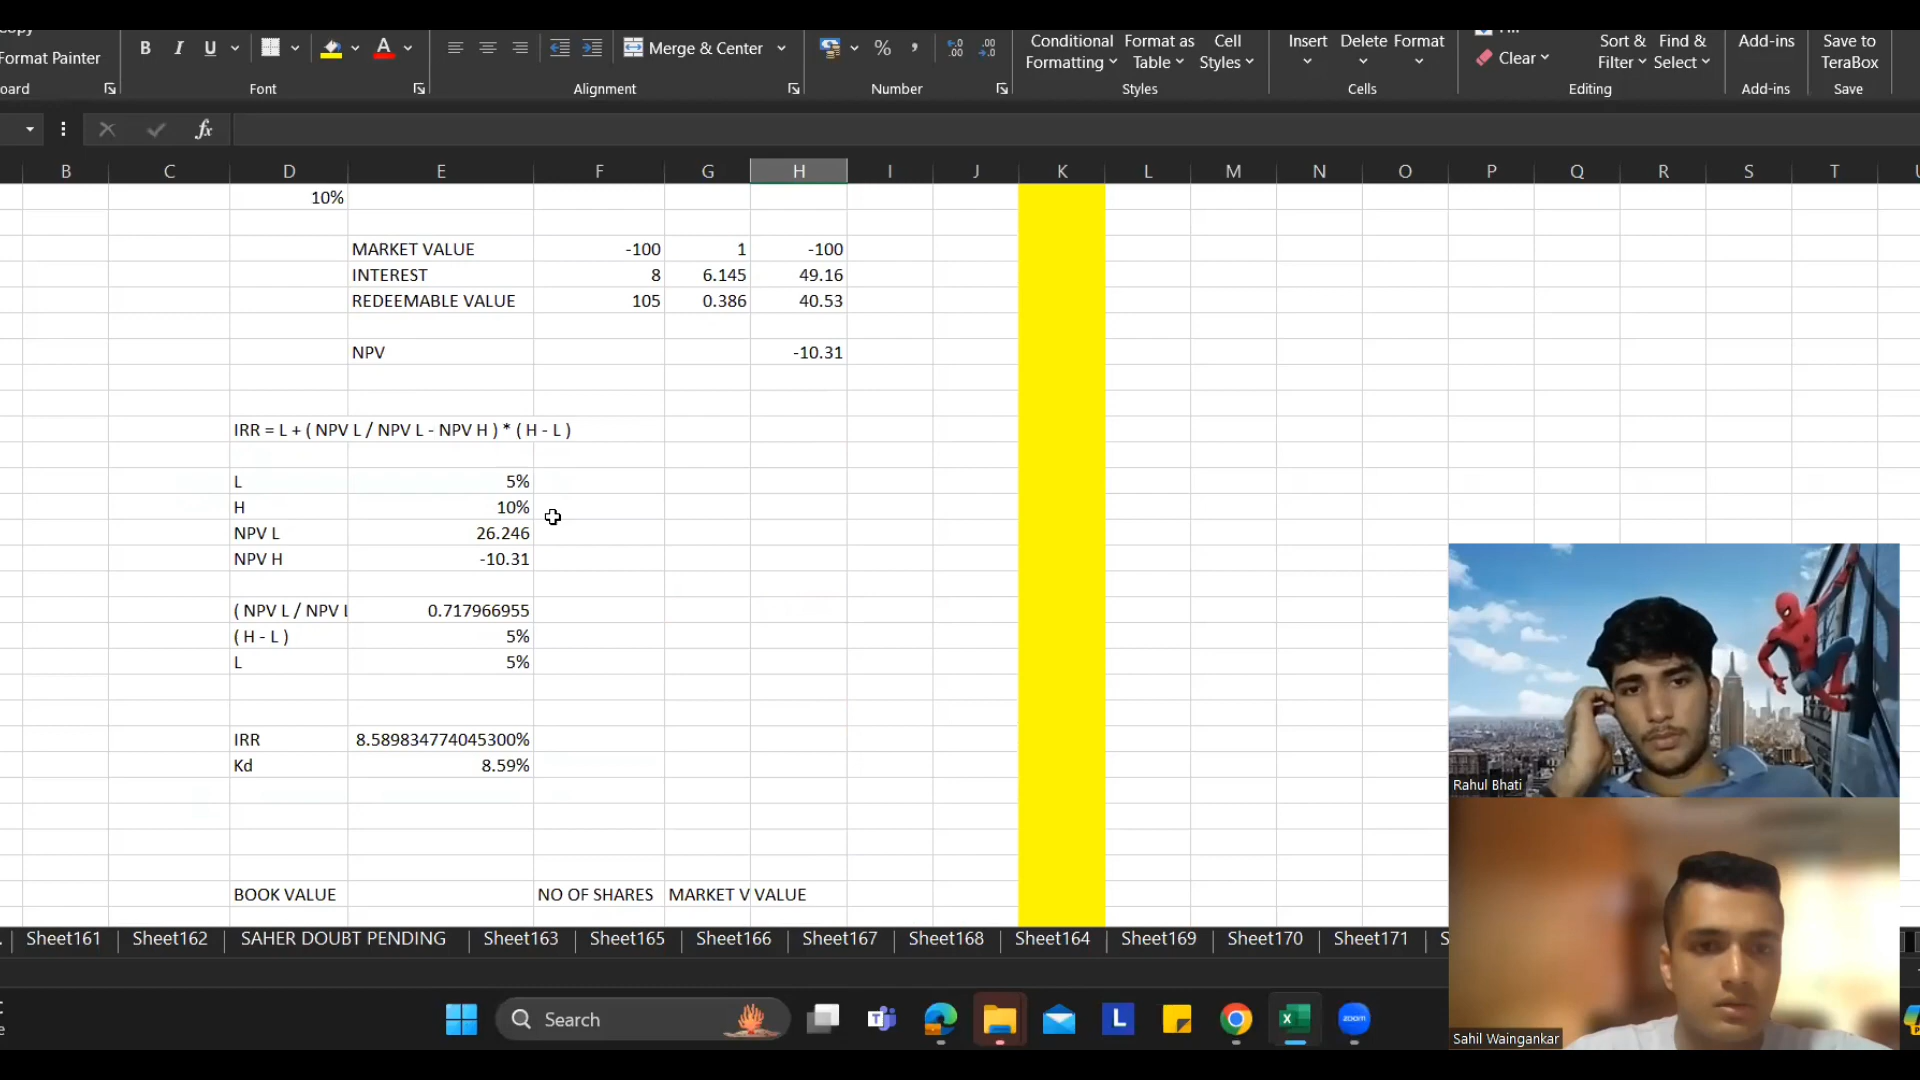 Format Painter
B I U A
Merge & Center
%
Conditional Formatting
Format as Table
Cell Styles
Insert
Delete
Format
Clear
Sort & Filter
Find & Select
Add-ins
Save to TeraBox
Font
Alignment
Number
Styles
Cells
Editing
Add-ins
Save
fx
B C D E F G H I J K L M N O P Q R S T
10%
MARKET VALUE -100 1 -100
INTEREST 8 6.145 49.16
REDEEMABLE VALUE 105 0.386 40.53
NPV -10.31
IRR = L + ( NPV L / NPV L - NPV H ) * ( H - L )
L 5%
H 10%
NPV L 26.246
NPV H -10.31
( NPV L / NPV L 0.717966955
( H - L ) 5%
L 5%
IRR 8.589834774045300%
Kd 8.59%
BOOK VALUE NO OF SHARES MARKET V VALUE
Rahul Bhati
Sheet161 Sheet162 SAHER DOUBT PENDING Sheet163 Sheet165 Sheet166 Sheet167 Sheet168 Sheet164 Sheet169 Sheet170 Sheet171
Search
L
zoom
Sahil Waingankar